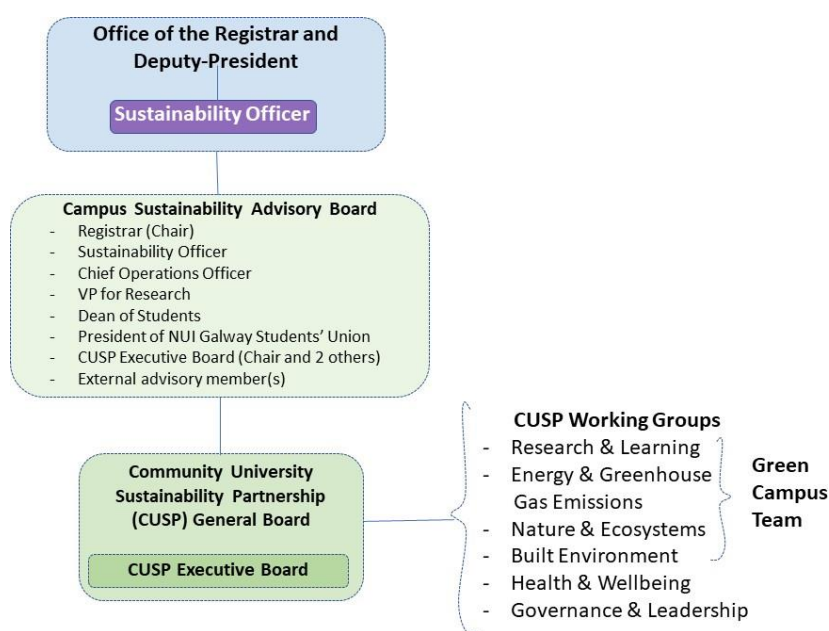 Office of the Registrar and
Deputy-President
Sustainability Officer
Campus Sustainability Advisory Board
- Registrar (Chair)
- Sustainability Officer
- Chief Operations Officer
- VP for Research
- Dean of Students
- President of NUI Galway Students’ Union
- CUSP Executive Board (Chair and 2 others)
- External advisory member(s)
Community University
Sustainability Partnership
(CUSP) General Board
CUSP Executive Board
CUSP Working Groups
- Research & Learning
- Energy & Greenhouse
Gas Emissions
- Nature & Ecosystems
- Built Environment
- Health & Wellbeing
- Governance & Leadership
Green
Campus
Team